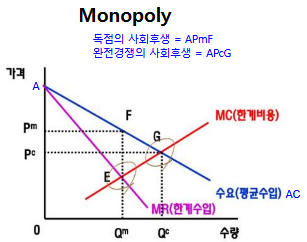 Monopoly
독점의 사회후생 = APmF
완전경쟁의 사회후생 = APcG
가격
A
F
MC(한계비용)
Pm
G
Pc
E
수요(평균수입) AC
MR(한계수입)
0
Qm
Qc
수량